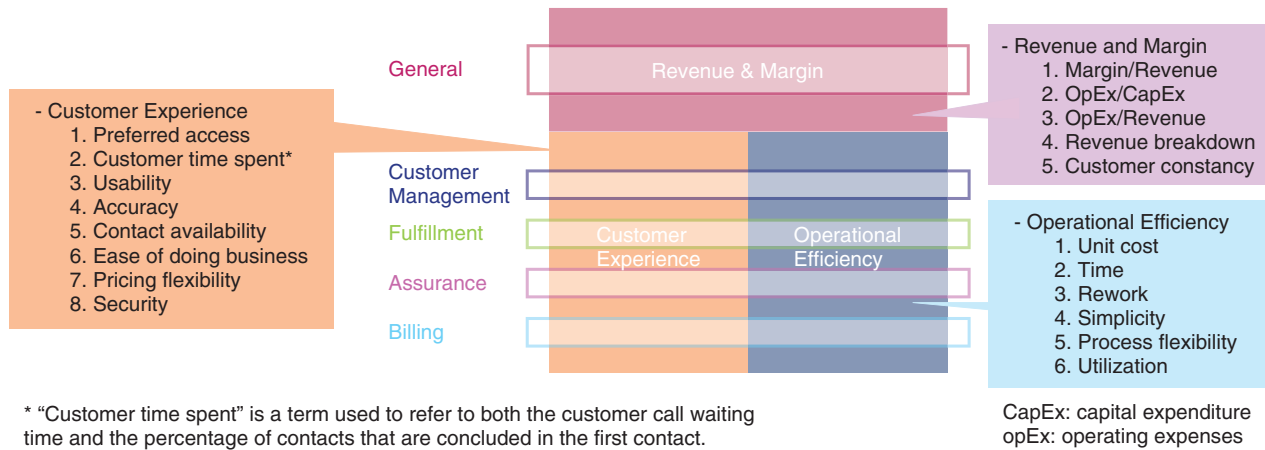 General
Revenue & Margin
- Revenue and Margin
1. Margin/Revenue
2. OpEx/CapEx
3. OpEx/Revenue
4. Revenue breakdown
5. Customer constancy
- Customer Experience
1. Preferred access
2. Customer time spent*
3. Usability
4. Accuracy
5. Contact availability
6. Ease of doing business
7. Pricing flexibility
8. Security
Customer
Management
Fulfillment
Assurance
Billing
Customer
Experience
Operational
Efficiency
- Operational Efficiency
1. Unit cost
2. Time
3. Rework
4. Simplicity
5. Process flexibility
6. Utilization
* “Customer time spent” is a term used to refer to both the customer call waiting
time and the percentage of contacts that are concluded in the first contact.
CapEx: capital expenditure
opEx: operating expenses